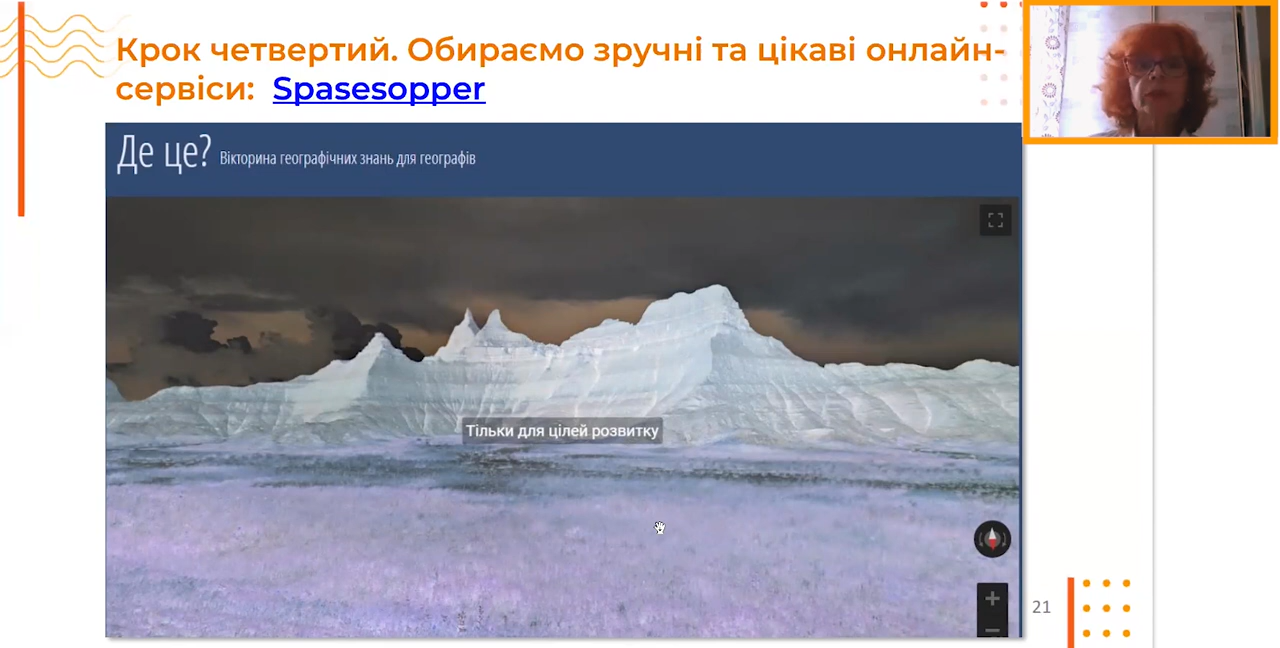 Крок четвертий. Обираємо зручні та цікаві онлайн-
сервіси: Spasesopper
Де це? Вікторина географічних знань для географів
Тільки для цілей розвитку
21